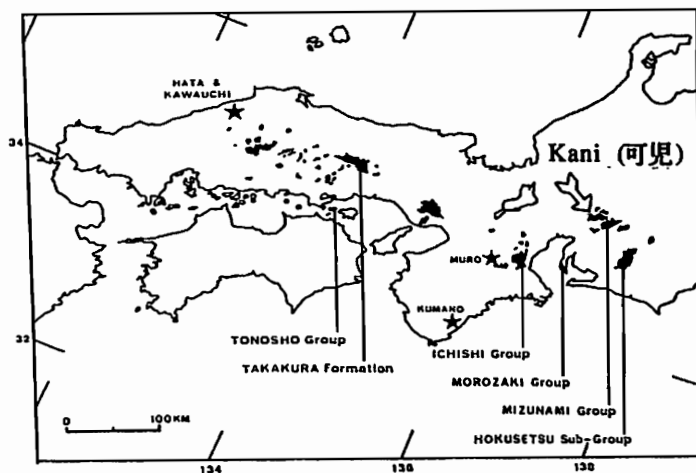 HATA &
KAWAUCHI
34
Kani (可児)
MURO
KUMANO
32
TONOSHO Group
ICHISHI Group
TAKAKURA Formation
MOROZAKI Group
MIZUNAMI Group
0 100KM
HOKUSETSU Sub-Group
134
136
138